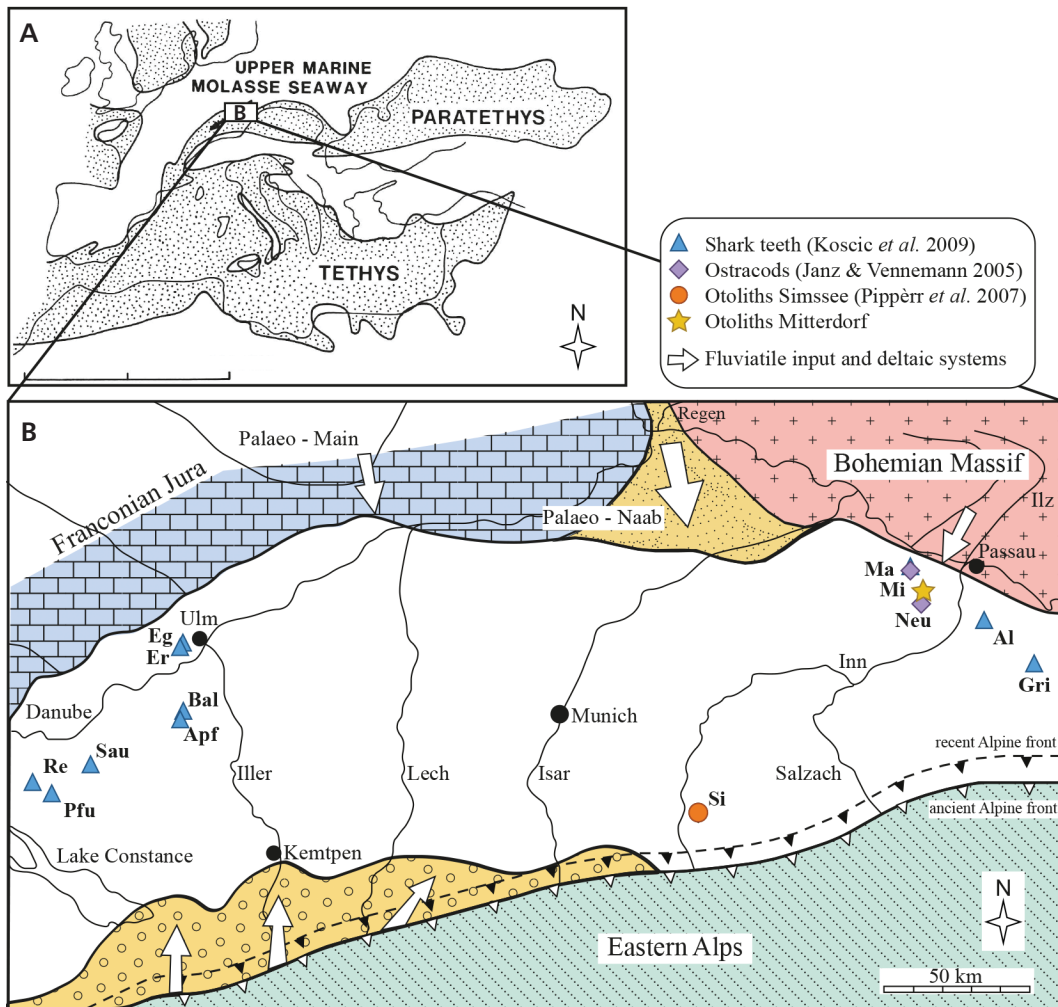 A
UPPER MARINE
MOLASSE SEAWAY
B
PARATETHYS
TETHYS
N
Shark teeth (Koscic et al. 2009)
Ostracods (Janz & Vennemann 2005)
Otoliths Simssee (Pippèrr et al. 2007)
Otoliths Mitterdorf
Fluviatile input and deltaic systems
B
Palaeo - Main
Regen
Franconian Jura
Bohemian Massif
Ilz
Palaeo - Naab
Passau
Ma
Mi
Neu
Ulm
Eg
Er
Al
Inn
Gri
Bal
Danube
Apf
Munich
Sau
recent Alpine front
Re
Iller
Lech
Isar
Salzach
Pfu
Si
ancient Alpine front
Lake Constance
Kemtpen
N
Eastern Alps
50 km